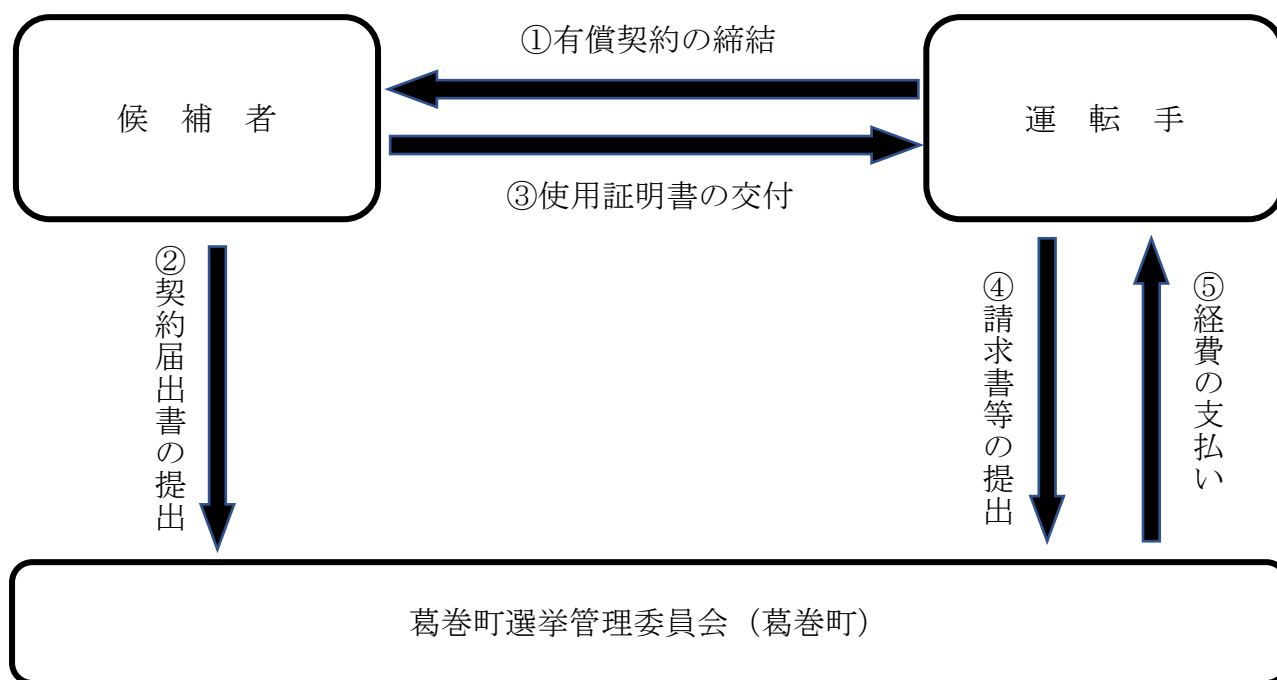 ①有償契約の締結
候　補　者
運　転　手
③使用証明書の交付
②契約届出書の提出
④請求書等の提出
⑤経費の支払い
葛巻町選挙管理委員会（葛巻町）